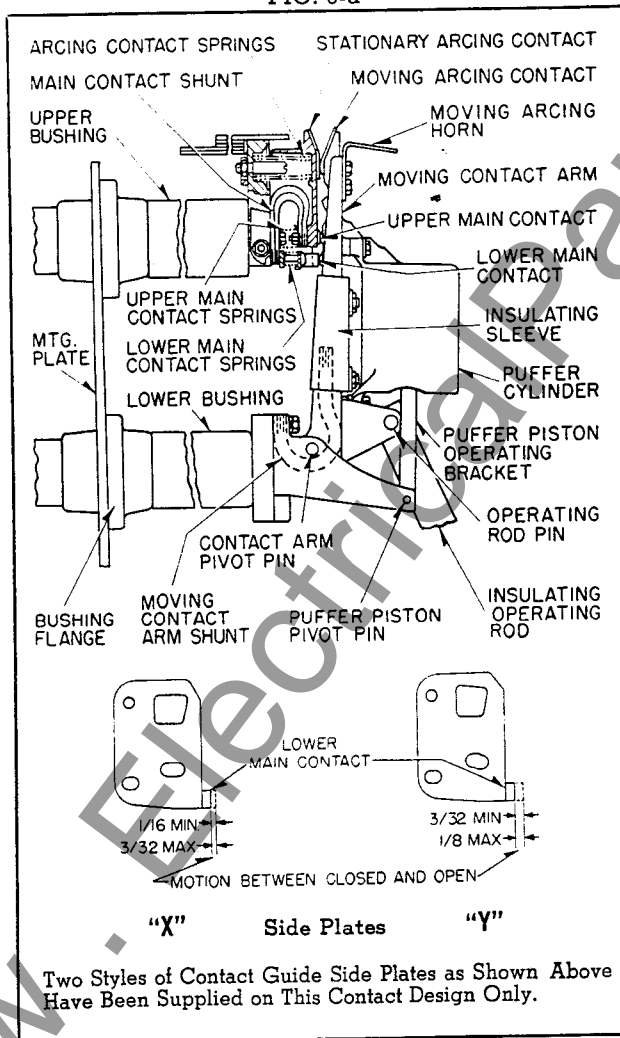 ARCING CONTACT SPRINGS
STATIONARY ARCING CONTACT
MAIN CONTACT SHUNT
MOVING ARCING CONTACT
UPPER
BUSHING
MOVING ARCING
HORN
MOVING CONTACT ARM
UPPER MAIN CONTACT
LOWER MAIN
CONTACT
UPPER MAIN
CONTACT SPRINGS
INSULATING
SLEEVE
MTG.
PLATE
LOWER MAIN
CONTACT SPRINGS
PUFFER
CYLINDER
LOWER BUSHING
PUFFER PISTON
OPERATING
BRACKET
OPERATING
ROD PIN
CONTACT ARM
PIVOT PIN
BUSHING
FLANGE
MOVING
CONTACT
ARM SHUNT
PUFFER PISTON
PIVOT PIN
INSULATING
OPERATING
ROD
LOWER
MAIN CONTACT
1/16 MIN.
3/32 MAX
3/32 MIN
1/8 MAX
MOTION BETWEEN CLOSED AND OPEN
"X" Side Plates "Y"
Two Styles of Contact Guide Side Plates as Shown Above
Have Been Supplied on This Contact Design Only.